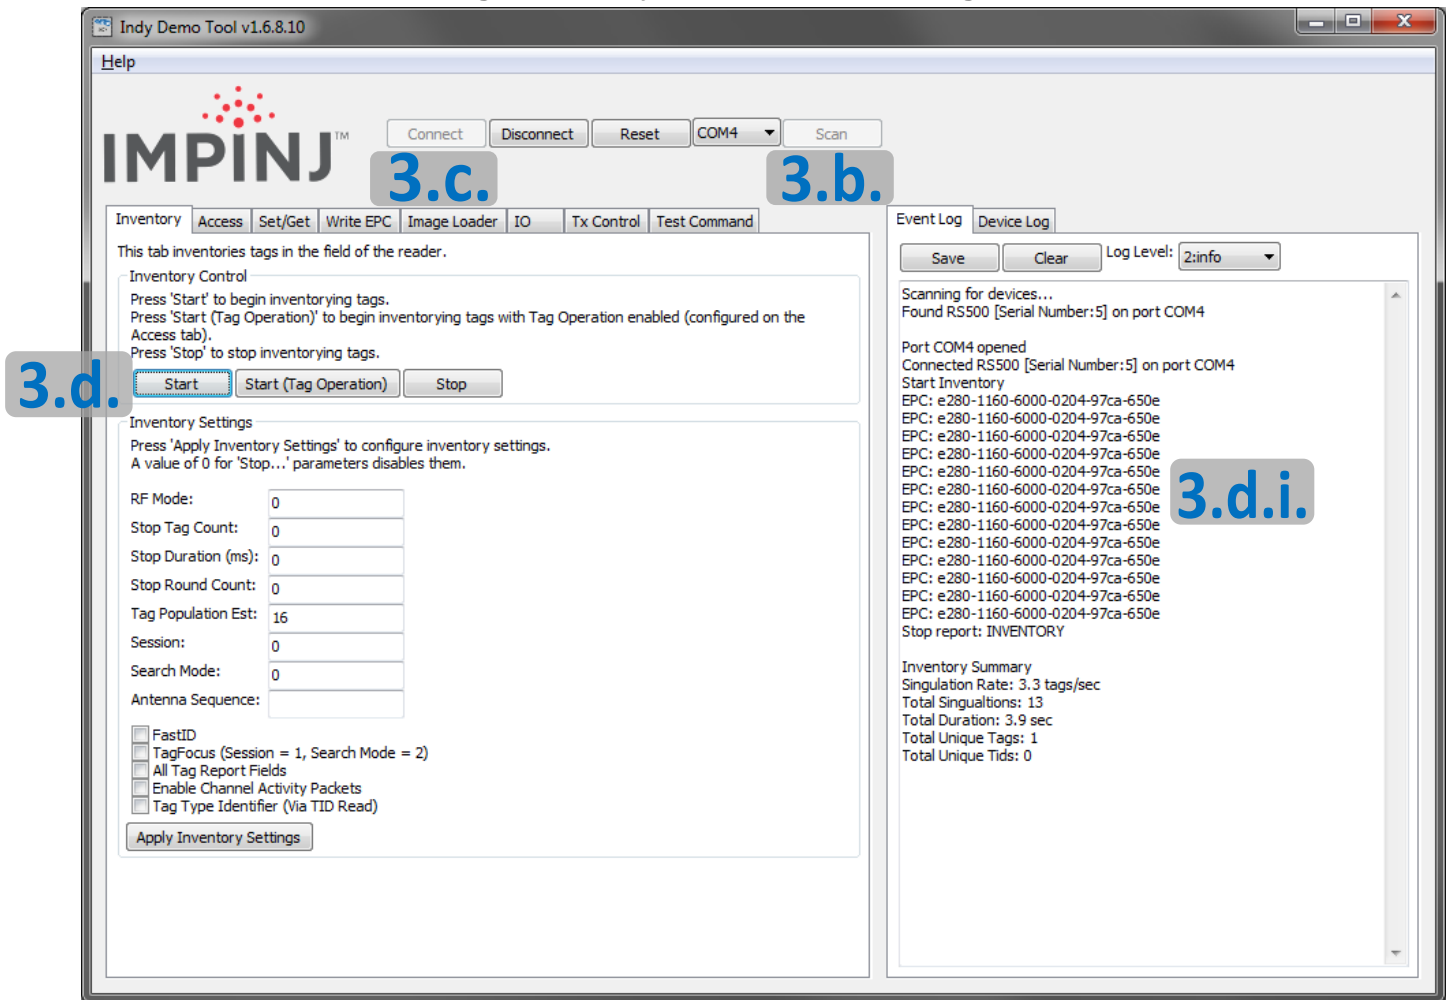 Indy Demo Tool v1.6.8.10
Help
IMPINJ™
Connect Disconnect Reset COM4 Scan
3.c. 3.b.
Inventory Access Set/Get Write EPC Image Loader IO Tx Control Test Command
This tab inventories tags in the field of the reader.
Inventory Control
Press 'Start' to begin inventorying tags.
Press 'Start (Tag Operation)' to begin inventorying tags with Tag Operation enabled (configured on the
Access tab).
Press 'Stop' to stop inventorying tags.
3.d.
Start Start (Tag Operation) Stop
Inventory Settings
Press 'Apply Inventory Settings' to configure inventory settings.
A value of 0 for 'Stop...' parameters disables them.
RF Mode: 0
Stop Tag Count: 0
Stop Duration (ms): 0
Stop Round Count: 0
Tag Population Est: 16
Session: 0
Search Mode: 0
Antenna Sequence:
FastID
TagFocus (Session = 1, Search Mode = 2)
All Tag Report Fields
Enable Channel Activity Packets
Tag Type Identifier (Via TID Read)
Apply Inventory Settings
Event Log Device Log
Save Clear Log Level: 2:info
Scanning for devices...
Found RS500 [Serial Number:5] on port COM4
Port COM4 opened
Connected RS500 [Serial Number:5] on port COM4
Start Inventory
EPC: e280-1160-6000-0204-97ca-650e
EPC: e280-1160-6000-0204-97ca-650e
EPC: e280-1160-6000-0204-97ca-650e
EPC: e280-1160-6000-0204-97ca-650e
EPC: e280-1160-6000-0204-97ca-650e
EPC: e280-1160-6000-0204-97ca-650e
EPC: e280-1160-6000-0204-97ca-650e
EPC: e280-1160-6000-0204-97ca-650e
EPC: e280-1160-6000-0204-97ca-650e
EPC: e280-1160-6000-0204-97ca-650e
EPC: e280-1160-6000-0204-97ca-650e
EPC: e280-1160-6000-0204-97ca-650e
EPC: e280-1160-6000-0204-97ca-650e
3.d.i.
Stop report: INVENTORY
Inventory Summary
Singulation Rate: 3.3 tags/sec
Total Singualtions: 13
Total Duration: 3.9 sec
Total Unique Tags: 1
Total Unique Tids: 0